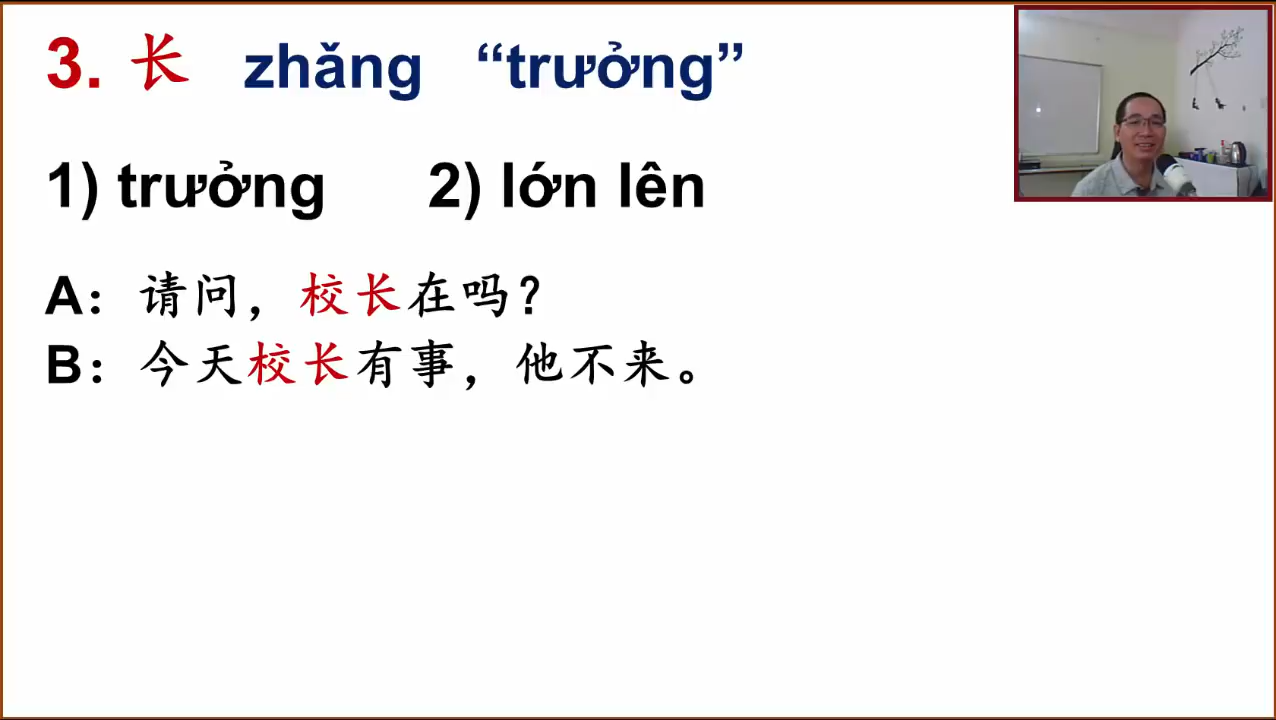 3. 长 zhǎng “trưởng”
1) trưởng 2) lớn lên
A：请问，校长在吗？
B：今天校长有事，他不来。